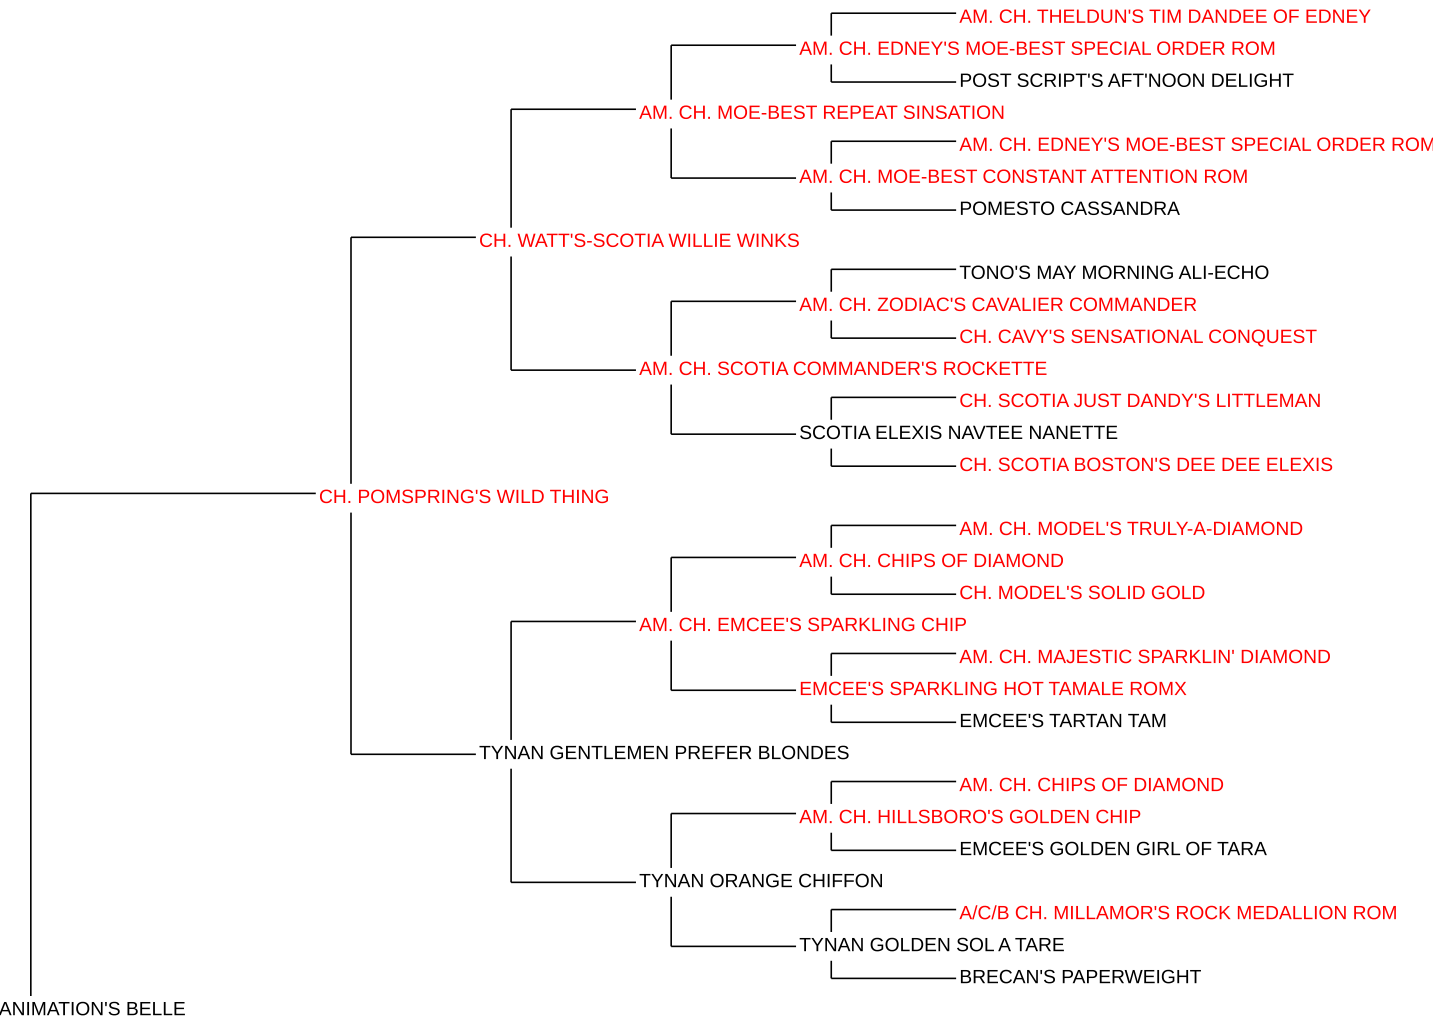 AM. CH. THELDUN'S TIM DANDEE OF EDNEY
AM. CH. EDNEY'S MOE-BEST SPECIAL ORDER ROM
POST SCRIPT'S AFT'NOON DELIGHT
AM. CH. MOE-BEST REPEAT SINSATION
AM. CH. EDNEY'S MOE-BEST SPECIAL ORDER ROM
AM. CH. MOE-BEST CONSTANT ATTENTION ROM
POMESTO CASSANDRA
CH. WATT'S-SCOTIA WILLIE WINKS
TONO'S MAY MORNING ALI-ECHO
AM. CH. ZODIAC'S CAVALIER COMMANDER
CH. CAVY'S SENSATIONAL CONQUEST
AM. CH. SCOTIA COMMANDER'S ROCKETTE
CH. SCOTIA JUST DANDY'S LITTLEMAN
SCOTIA ELEXIS NAVTEE NANETTE
CH. SCOTIA BOSTON'S DEE DEE ELEXIS
CH. POMSPRING'S WILD THING
AM. CH. MODEL'S TRULY-A-DIAMOND
AM. CH. CHIPS OF DIAMOND
CH. MODEL'S SOLID GOLD
AM. CH. EMCEE'S SPARKLING CHIP
AM. CH. MAJESTIC SPARKLIN' DIAMOND
EMCEE'S SPARKLING HOT TAMALE ROMX
EMCEE'S TARTAN TAM
TYNAN GENTLEMEN PREFER BLONDES
AM. CH. CHIPS OF DIAMOND
AM. CH. HILLSBORO'S GOLDEN CHIP
EMCEE'S GOLDEN GIRL OF TARA
TYNAN ORANGE CHIFFON
A/C/B CH. MILLAMOR'S ROCK MEDALLION ROM
TYNAN GOLDEN SOL A TARE
BRECAN'S PAPERWEIGHT
ANIMATION'S BELLE